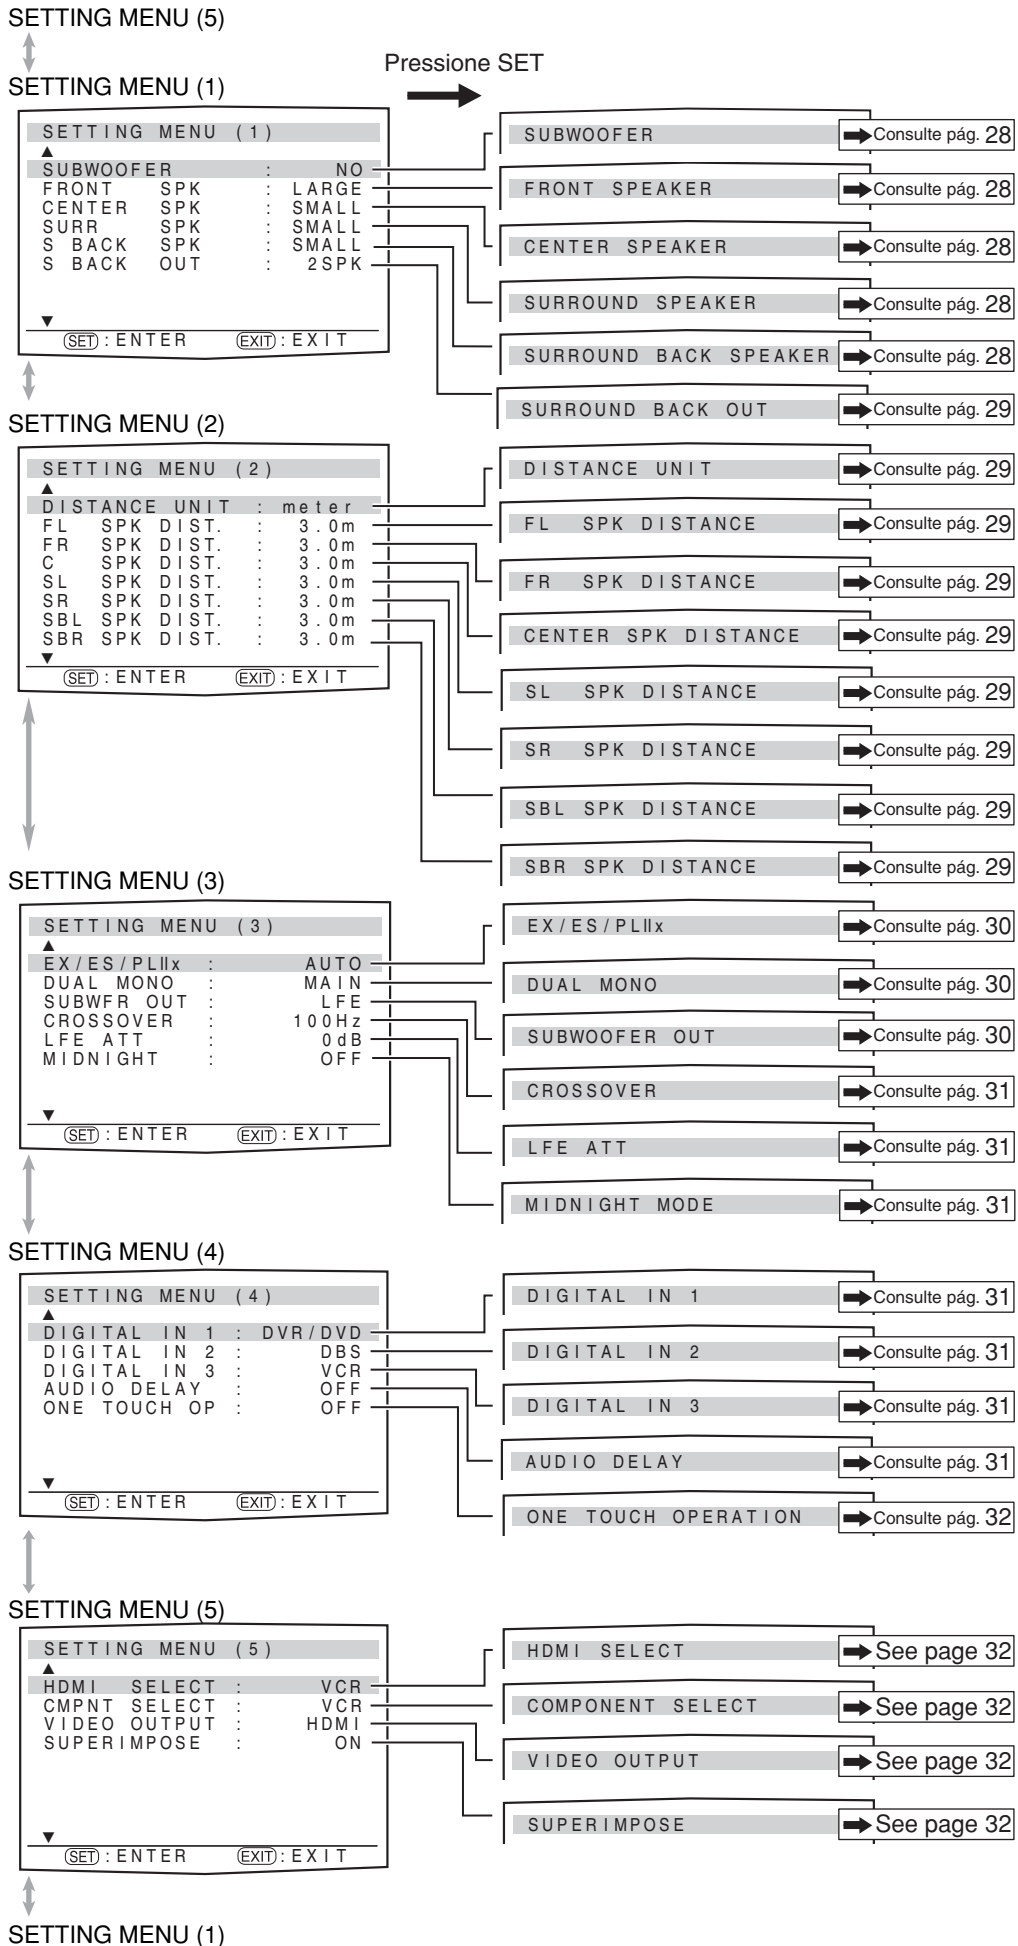 SETTING MENU (5)
Pressione SET
SETTING MENU (1)
SETTING MENU (1)
SUBWOOFER : NO
FRONT SPK : LARGE
CENTER SPK : SMALL
SURR SPK : SMALL
S BACK SPK : SMALL
S BACK OUT : 2SPK
SET : ENTER EXIT : EXIT
SUBWOOFER Consulte pág. 28
FRONT SPEAKER Consulte pág. 28
CENTER SPEAKER Consulte pág. 28
SURROUND SPEAKER Consulte pág. 28
SURROUND BACK SPEAKER Consulte pág. 28
SURROUND BACK OUT Consulte pág. 29
SETTING MENU (2)
SETTING MENU (2)
DISTANCE UNIT : meter
FL SPK DIST. : 3.0m
FR SPK DIST. : 3.0m
C SPK DIST. : 3.0m
SL SPK DIST. : 3.0m
SR SPK DIST. : 3.0m
SBL SPK DIST. : 3.0m
SBR SPK DIST. : 3.0m
SET : ENTER EXIT : EXIT
DISTANCE UNIT Consulte pág. 29
FL SPK DISTANCE Consulte pág. 29
FR SPK DISTANCE Consulte pág. 29
CENTER SPK DISTANCE Consulte pág. 29
SL SPK DISTANCE Consulte pág. 29
SR SPK DISTANCE Consulte pág. 29
SBL SPK DISTANCE Consulte pág. 29
SBR SPK DISTANCE Consulte pág. 29
SETTING MENU (3)
SETTING MENU (3)
EX/ES/PLIIx : AUTO
DUAL MONO : MAIN
SUBWFR OUT : LFE
CROSSOVER : 100Hz
LFE ATT : 0dB
MIDNIGHT : OFF
SET : ENTER EXIT : EXIT
EX/ES/PLIIx Consulte pág. 30
DUAL MONO Consulte pág. 30
SUBWOOFER OUT Consulte pág. 30
CROSSOVER Consulte pág. 31
LFE ATT Consulte pág. 31
MIDNIGHT MODE Consulte pág. 31
SETTING MENU (4)
SETTING MENU (4)
DIGITAL IN 1 : DVR/DVD
DIGITAL IN 2 : DBS
DIGITAL IN 3 : VCR
AUDIO DELAY : OFF
ONE TOUCH OP : OFF
SET : ENTER EXIT : EXIT
DIGITAL IN 1 Consulte pág. 31
DIGITAL IN 2 Consulte pág. 31
DIGITAL IN 3 Consulte pág. 31
AUDIO DELAY Consulte pág. 31
ONE TOUCH OPERATION Consulte pág. 32
SETTING MENU (5)
SETTING MENU (5)
HDMI SELECT : VCR
CMPNT SELECT : VCR
VIDEO OUTPUT : HDMI
SUPERIMPOSE : ON
SET : ENTER EXIT : EXIT
HDMI SELECT See page 32
COMPONENT SELECT See page 32
VIDEO OUTPUT See page 32
SUPERIMPOSE See page 32
SETTING MENU (1)